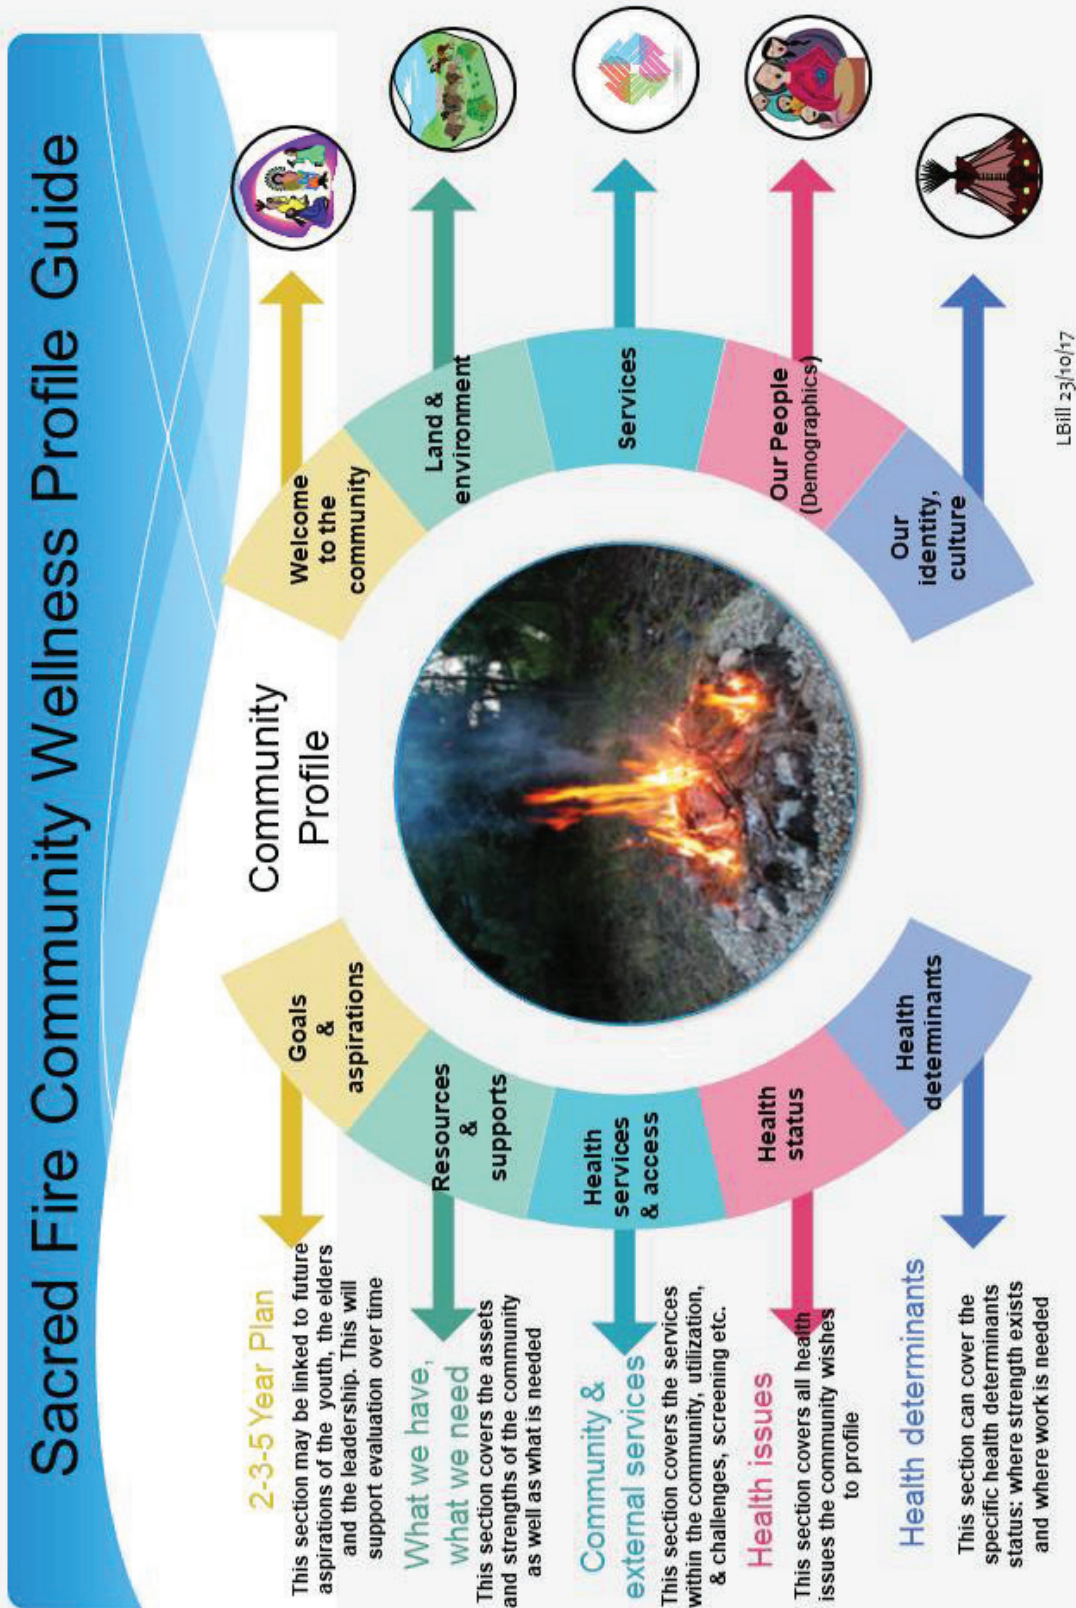 Sacred Fire Community Wellness Profile Guide
Community
Profile
2-3-5 Year Plan
This section may be linked to future
aspirations of the youth, the elders
and the leadership. This will
support evaluation over time
Goals
&
aspirations
Welcome
to the
community
What we have,
what we need
This section covers the assets
and strengths of the community
as well as what is needed
Resources
&
supports
Land &
environment
Community &
external services
This section covers the services
within the community, utilization,
& challenges, screening etc.
Health
services
& access
Services
Health issues
This section covers all health
issues the community wishes
to profile
Health
status
Our People
(Demographics)
Health determinants
This section can cover the
specific health determinants
status: where strength exists
and where work is needed
Health
determinants
Our
identity,
culture
LBill 23/10/17